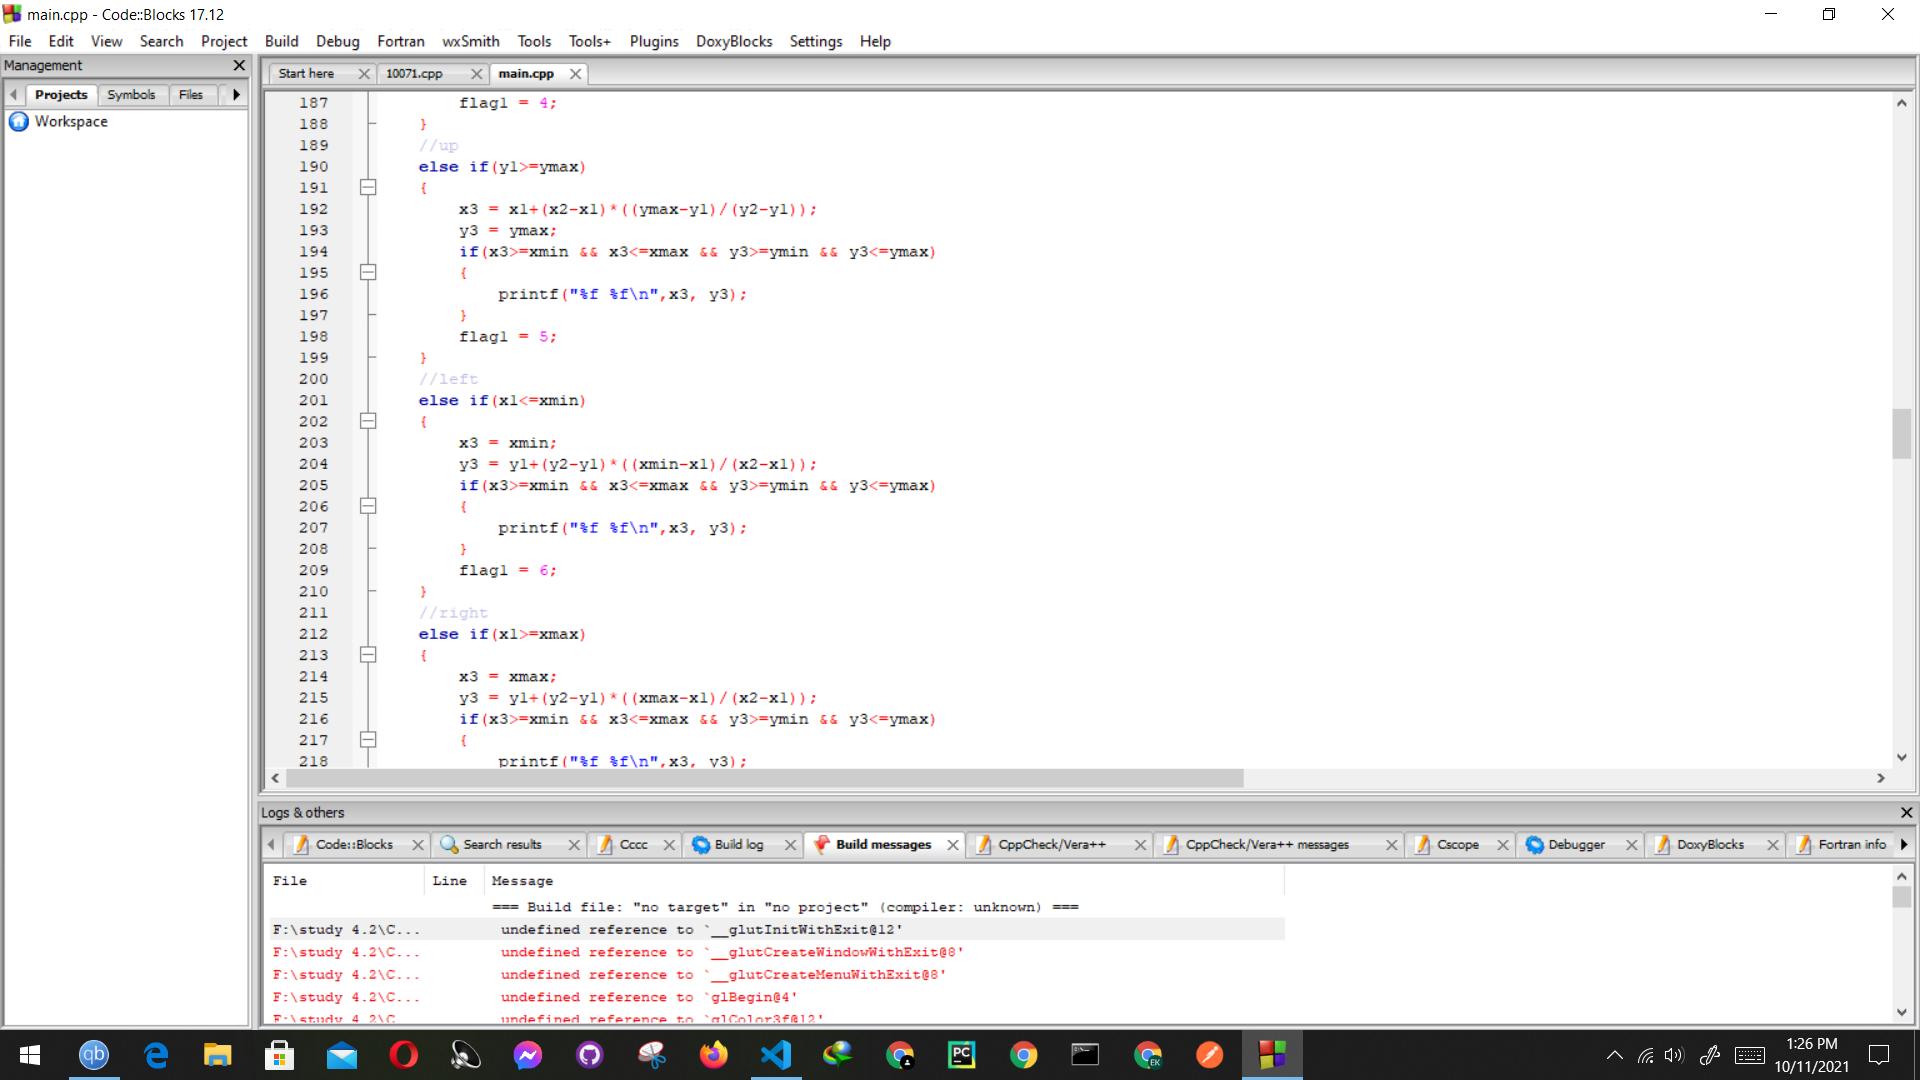 main.cpp - Code::Blocks 17.12
File Edit View Search Project Build Debug Fortran wxSmith Tools Tools+ Plugins DoxyBlocks Settings Help
Management
Projects Symbols Files
Workspace
Start here 10071.cpp main.cpp
187 flag1 = 4;
188 }
189 //up
190 else if(y1>=ymax)
191 {
192 x3 = x1+(x2-x1)*((ymax-y1)/(y2-y1));
193 y3 = ymax;
194 if(x3>=xmin && x3<=xmax && y3>=ymin && y3<=ymax)
195 {
196 printf("%f %f\n",x3, y3);
197 }
198 flag1 = 5;
199 }
200 //left
201 else if(x1<=xmin)
202 {
203 x3 = xmin;
204 y3 = y1+(y2-y1)*((xmin-x1)/(x2-x1));
205 if(x3>=xmin && x3<=xmax && y3>=ymin && y3<=ymax)
206 {
207 printf("%f %f\n",x3, y3);
208 }
209 flag1 = 6;
210 }
211 //right
212 else if(x1>=xmax)
213 {
214 x3 = xmax;
215 y3 = y1+(y2-y1)*((xmax-x1)/(x2-x1));
216 if(x3>=xmin && x3<=xmax && y3>=ymin && y3<=ymax)
217 {
218 printf("%f %f\n",x3, y3);
Logs & others
Code::Blocks Search results Cccc Build log Build messages CppCheck/Vera++ CppCheck/Vera++ messages Cscope Debugger DoxyBlocks Fortran info
File Line Message
=== Build file: "no target" in "no project" (compiler: unknown) ===
F:\study 4.2\C... undefined reference to `__glutInitWithExit@12'
F:\study 4.2\C... undefined reference to `__glutCreateWindowWithExit@8'
F:\study 4.2\C... undefined reference to `__glutCreateMenuWithExit@8'
F:\study 4.2\C... undefined reference to `glBegin@4'
F:\study 4.2\C... undefined reference to `glColor3f@12'
qb
PC
EK
1:26 PM
10/11/2021